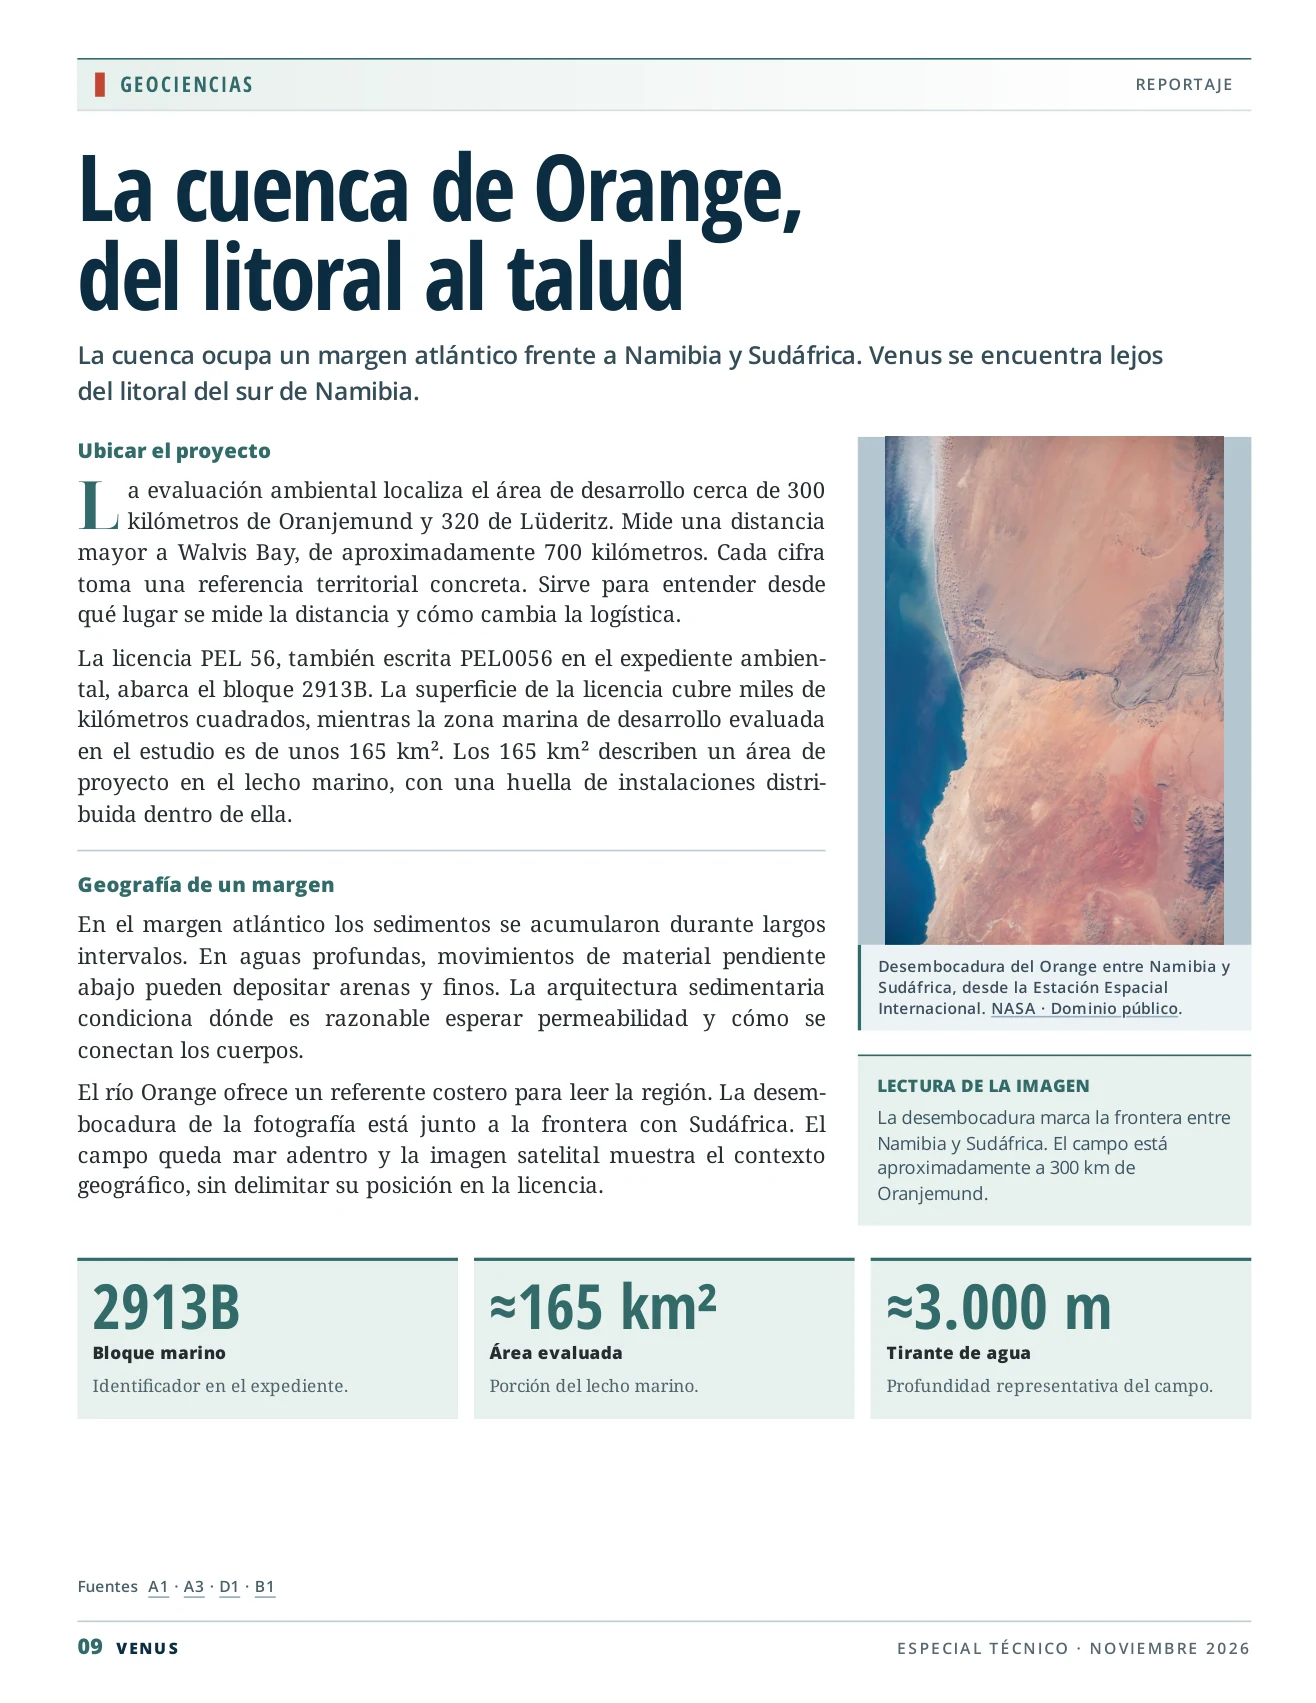 GEOCIENCIAS
REPORTAJE
La cuenca de Orange,
del litoral al talud
La cuenca ocupa un margen atlántico frente a Namibia y Sudáfrica. Venus se encuentra lejos
del litoral del sur de Namibia.
Ubicar el proyecto
La evaluación ambiental localiza el área de desarrollo cerca de 300
kilómetros de Oranjemund y 320 de Lüderitz. Mide una distancia
mayor a Walvis Bay, de aproximadamente 700 kilómetros. Cada cifra
toma una referencia territorial concreta. Sirve para entender desde
qué lugar se mide la distancia y cómo cambia la logística.
La licencia PEL 56, también escrita PEL0056 en el expediente ambien-
tal, abarca el bloque 2913B. La superficie de la licencia cubre miles de
kilómetros cuadrados, mientras la zona marina de desarrollo evaluada
en el estudio es de unos 165 km². Los 165 km² describen un área de
proyecto en el lecho marino, con una huella de instalaciones distri-
buida dentro de ella.
Geografía de un margen
En el margen atlántico los sedimentos se acumularon durante largos
intervalos. En aguas profundas, movimientos de material pendiente
abajo pueden depositar arenas y finos. La arquitectura sedimentaria
condiciona dónde es razonable esperar permeabilidad y cómo se
conectan los cuerpos.
El río Orange ofrece un referente costero para leer la región. La desem-
bocadura de la fotografía está junto a la frontera con Sudáfrica. El
campo queda mar adentro y la imagen satelital muestra el contexto
geográfico, sin delimitar su posición en la licencia.
Desembocadura del Orange entre Namibia y
Sudáfrica, desde la Estación Espacial
Internacional. NASA · Dominio público.
LECTURA DE LA IMAGEN
La desembocadura marca la frontera entre
Namibia y Sudáfrica. El campo está
aproximadamente a 300 km de
Oranjemund.
2913B
Bloque marino
Identificador en el expediente.
≈165 km²
Área evaluada
Porción del lecho marino.
≈3.000 m
Tirante de agua
Profundidad representativa del campo.
Fuentes A1 · A3 · D1 · B1
09 VENUS
ESPECIAL TÉCNICO · NOVIEMBRE 2026